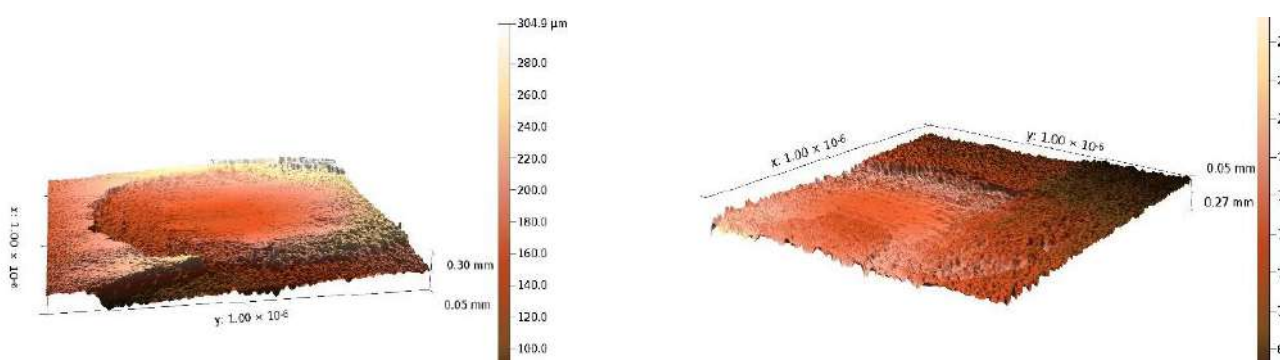 304.9 µm
280.0
260.0
240.0
220.0
200.0
180.0
160.0
140.0
120.0
100.0
x: 1.00 × 10-6
y: 1.00 × 10-6
0.30 mm
0.05 mm
x: 1.00 × 10-6
y: 1.00 × 10-6
0.05 mm
0.27 mm